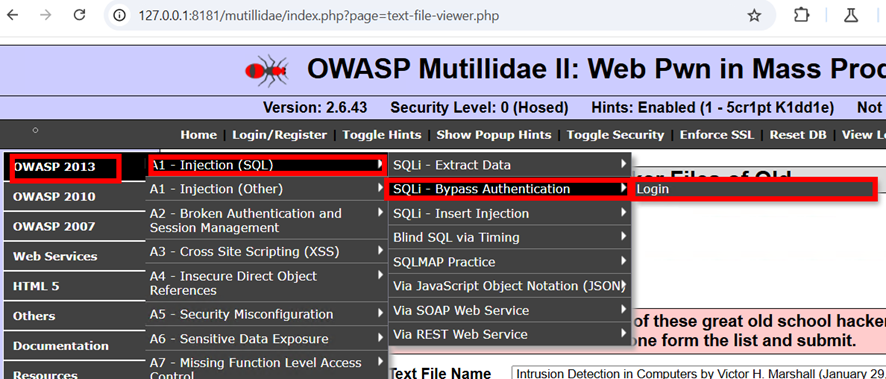 127.0.0.1:8181/mutillidae/index.php?page=text-file-viewer.php
OWASP Mutillidae II: Web Pwn in Mass Proc
Version: 2.6.43 Security Level: 0 (Hosed) Hints: Enabled (1 - 5cr1pt K1dd1e) Not
Home | Login/Register | Toggle Hints | Show Popup Hints | Toggle Security | Enforce SSL | Reset DB | View Lo
OWASP 2013
OWASP 2010
OWASP 2007
Web Services
HTML 5
Others
Documentation
Resources
A1 - Injection (SQL)
A1 - Injection (Other)
A2 - Broken Authentication and
Session Management
A3 - Cross Site Scripting (XSS)
A4 - Insecure Direct Object
References
A5 - Security Misconfiguration
A6 - Sensitive Data Exposure
A7 - Missing Function Level Access
Control
SQLi - Extract Data
SQLi - Bypass Authentication
SQLi - Insert Injection
Blind SQL via Timing
SQLMAP Practice
Via JavaScript Object Notation (JSON)
Via SOAP Web Service
Via REST Web Service
Login
Files of Old
of these great old school hacker
one form the list and submit.
Text File Name
Intrusion Detection in Computers by Victor H. Marshall (January 29,